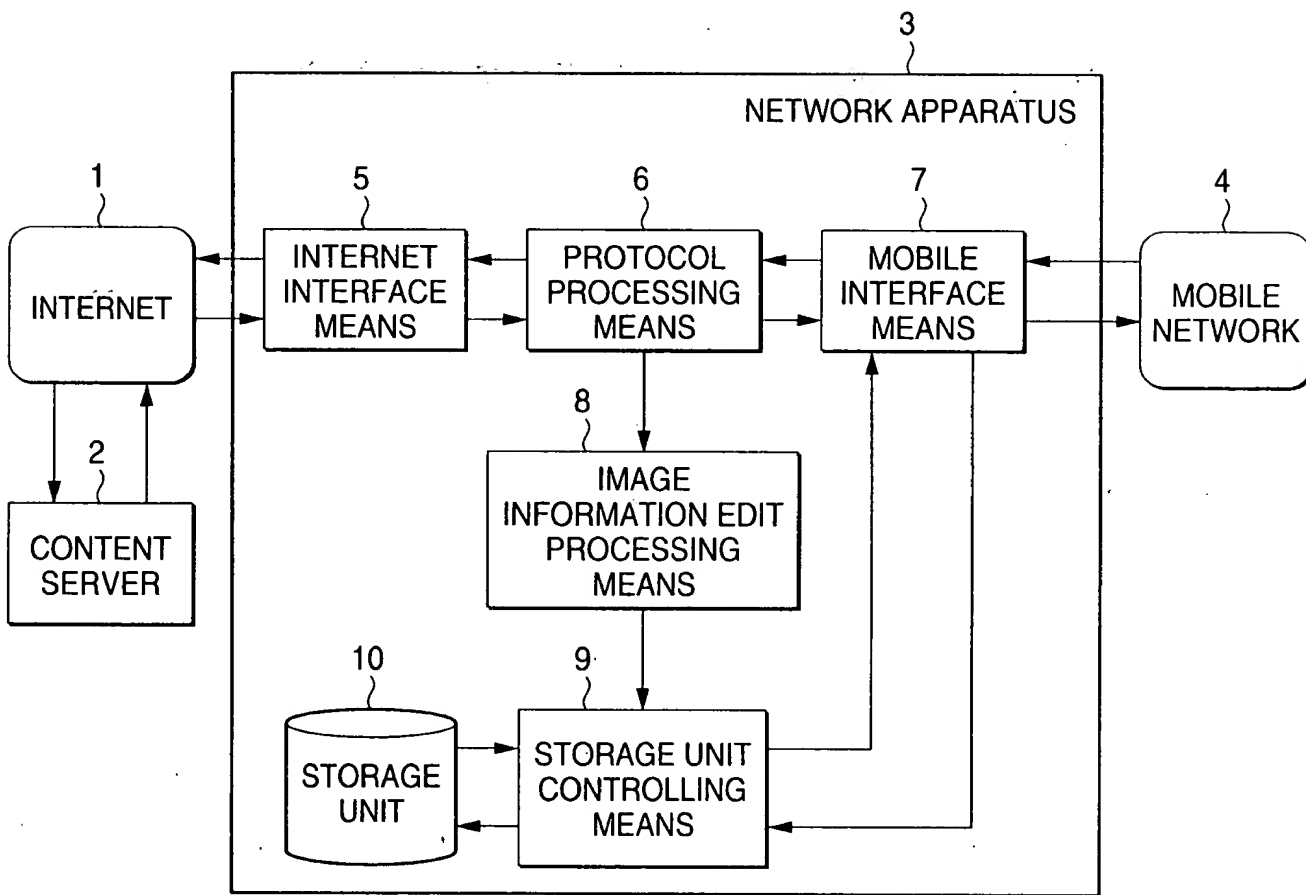 3
NETWORK APPARATUS
1
5
6
7
4
INTERNET
INTERNET
INTERFACE
MEANS
PROTOCOL
PROCESSING
MEANS
MOBILE
INTERFACE
MEANS
MOBILE
NETWORK
2
CONTENT
SERVER
8
IMAGE
INFORMATION EDIT
PROCESSING
MEANS
10
STORAGE
UNIT
9
STORAGE UNIT
CONTROLLING
MEANS